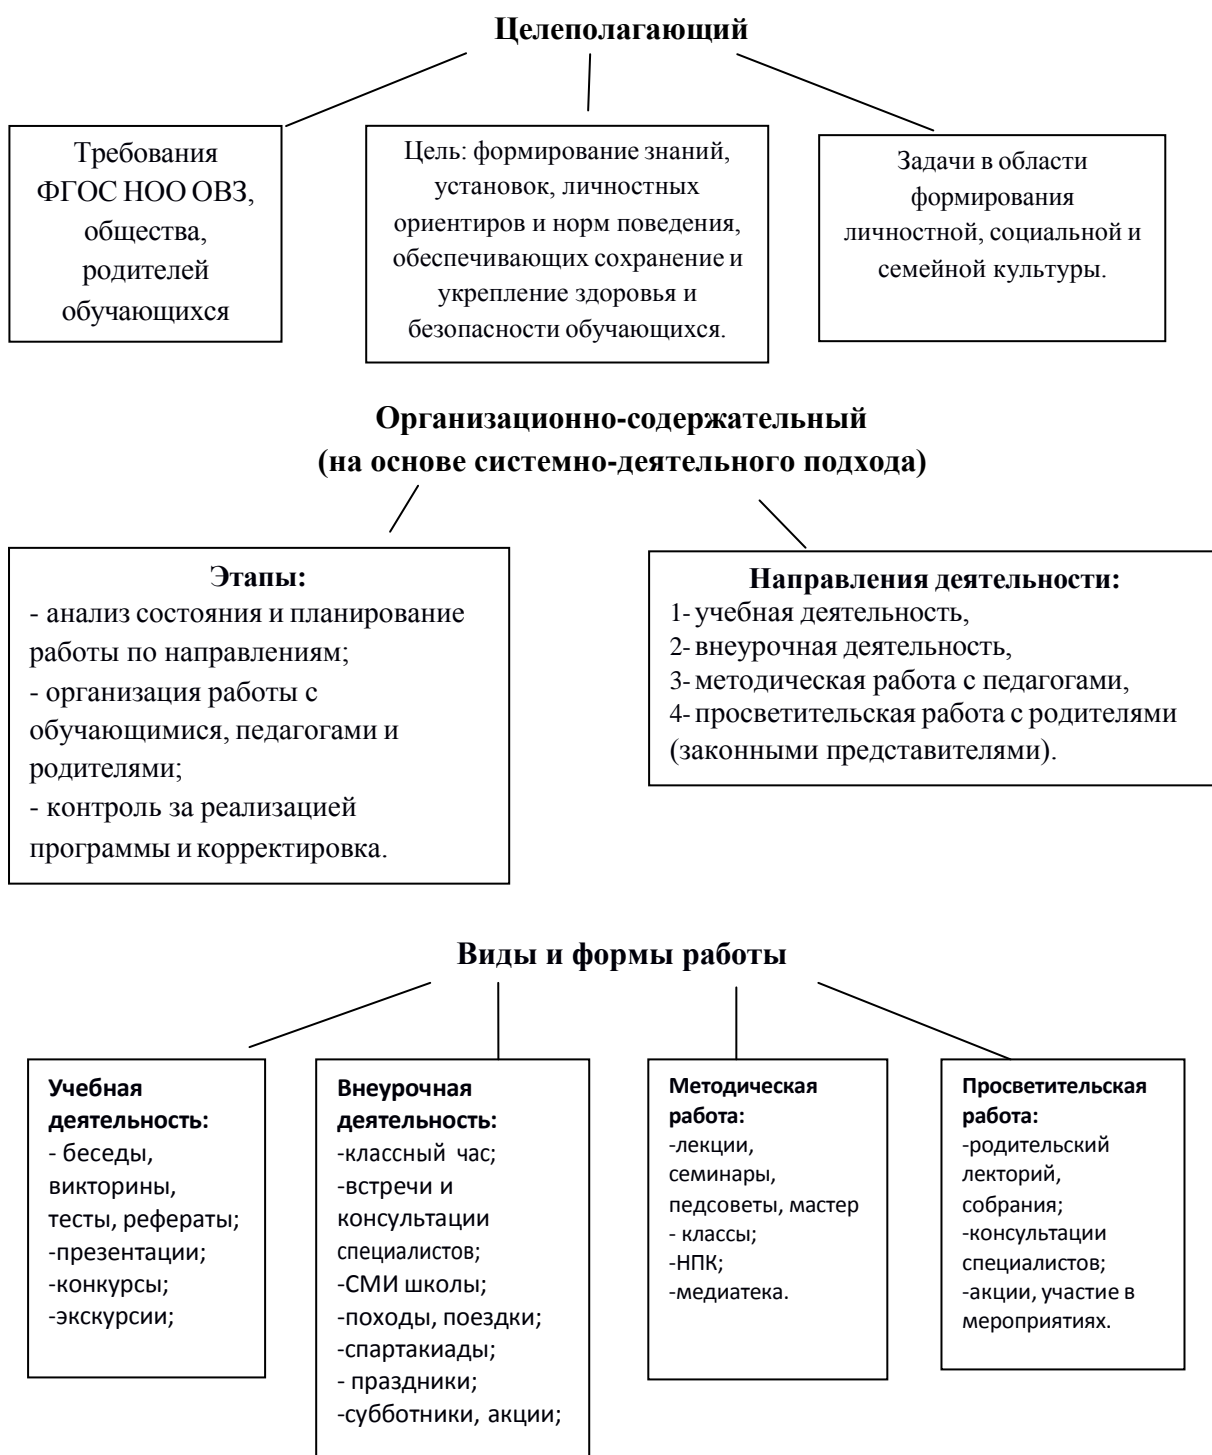 Целеполагающий
Требования
ФГОС НОО ОВЗ,
общества,
родителей
обучающихся
Цель: формирование знаний,
установок, личностных
ориентиров и норм поведения,
обеспечивающих сохранение и
укрепление здоровья и
безопасности обучающихся.
Задачи в области
формирования
личностной, социальной и
семейной культуры.
Организационно-содержательный
(на основе системно-деятельного подхода)
Этапы:
- анализ состояния и планирование
работы по направлениям;
- организация работы с
обучающимися, педагогами и
родителями;
- контроль за реализацией
программы и корректировка.
Направления деятельности:
1- учебная деятельность,
2- внеурочная деятельность,
3- методическая работа с педагогами,
4- просветительская работа с родителями
(законными представителями).
Виды и формы работы
Учебная
деятельность:
- беседы,
викторины,
тесты, рефераты;
-презентации;
-конкурсы;
-экскурсии;
Внеурочная
деятельность:
-классный час;
-встречи и
консультации
специалистов;
-СМИ школы;
-походы, поездки;
-спартакиады;
- праздники;
-субботники, акции;
Методическая
работа:
-лекции,
семинары,
педсоветы, мастер
- классы;
-НПК;
-медиатека.
Просветительская
работа:
-родительский
лекторий,
собрания;
-консультации
специалистов;
-акции, участие в
мероприятиях.